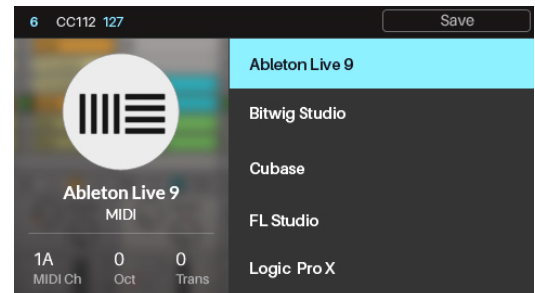 6 CC112 127 Save
Ableton Live 9
Bitwig Studio
Cubase
FL Studio
Logic Pro X
Ableton Live 9
MIDI
1A 0 0
MIDI Ch Oct Trans